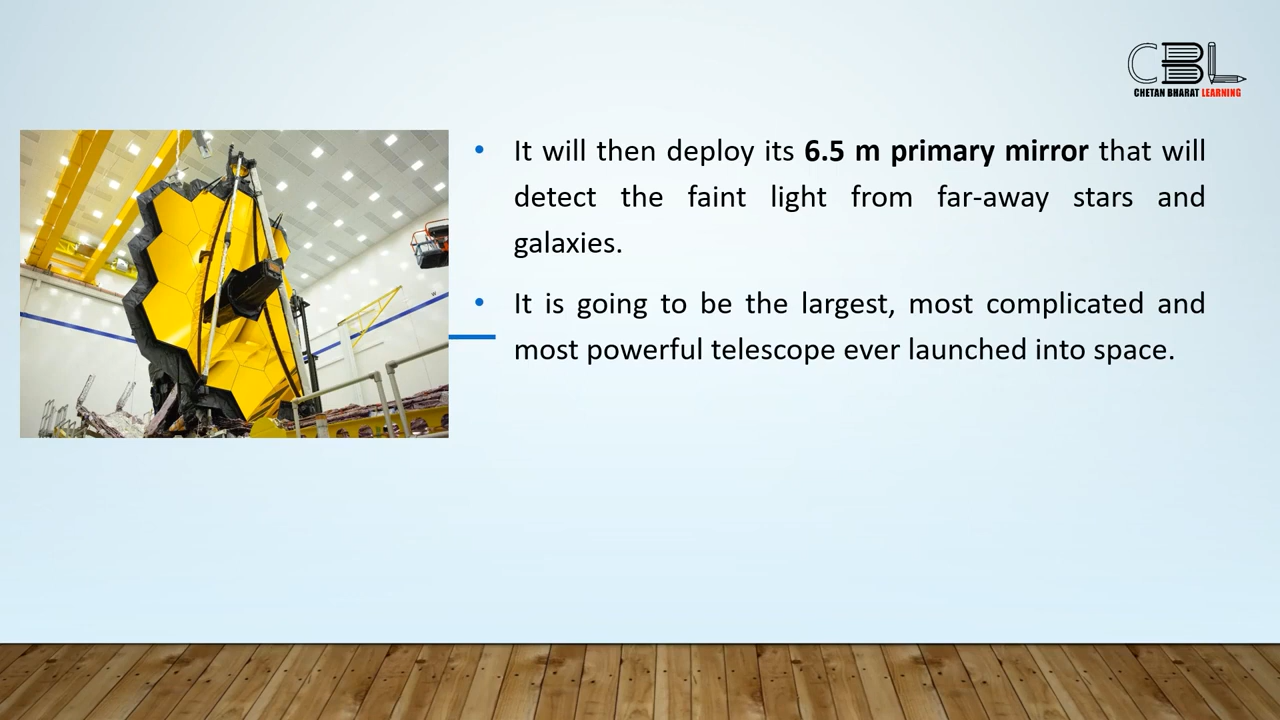 CBL
CHETAN BHARAT LEARNING
• It will then deploy its 6.5 m primary mirror that will
detect the faint light from far-away stars and
galaxies.
• It is going to be the largest, most complicated and
most powerful telescope ever launched into space.